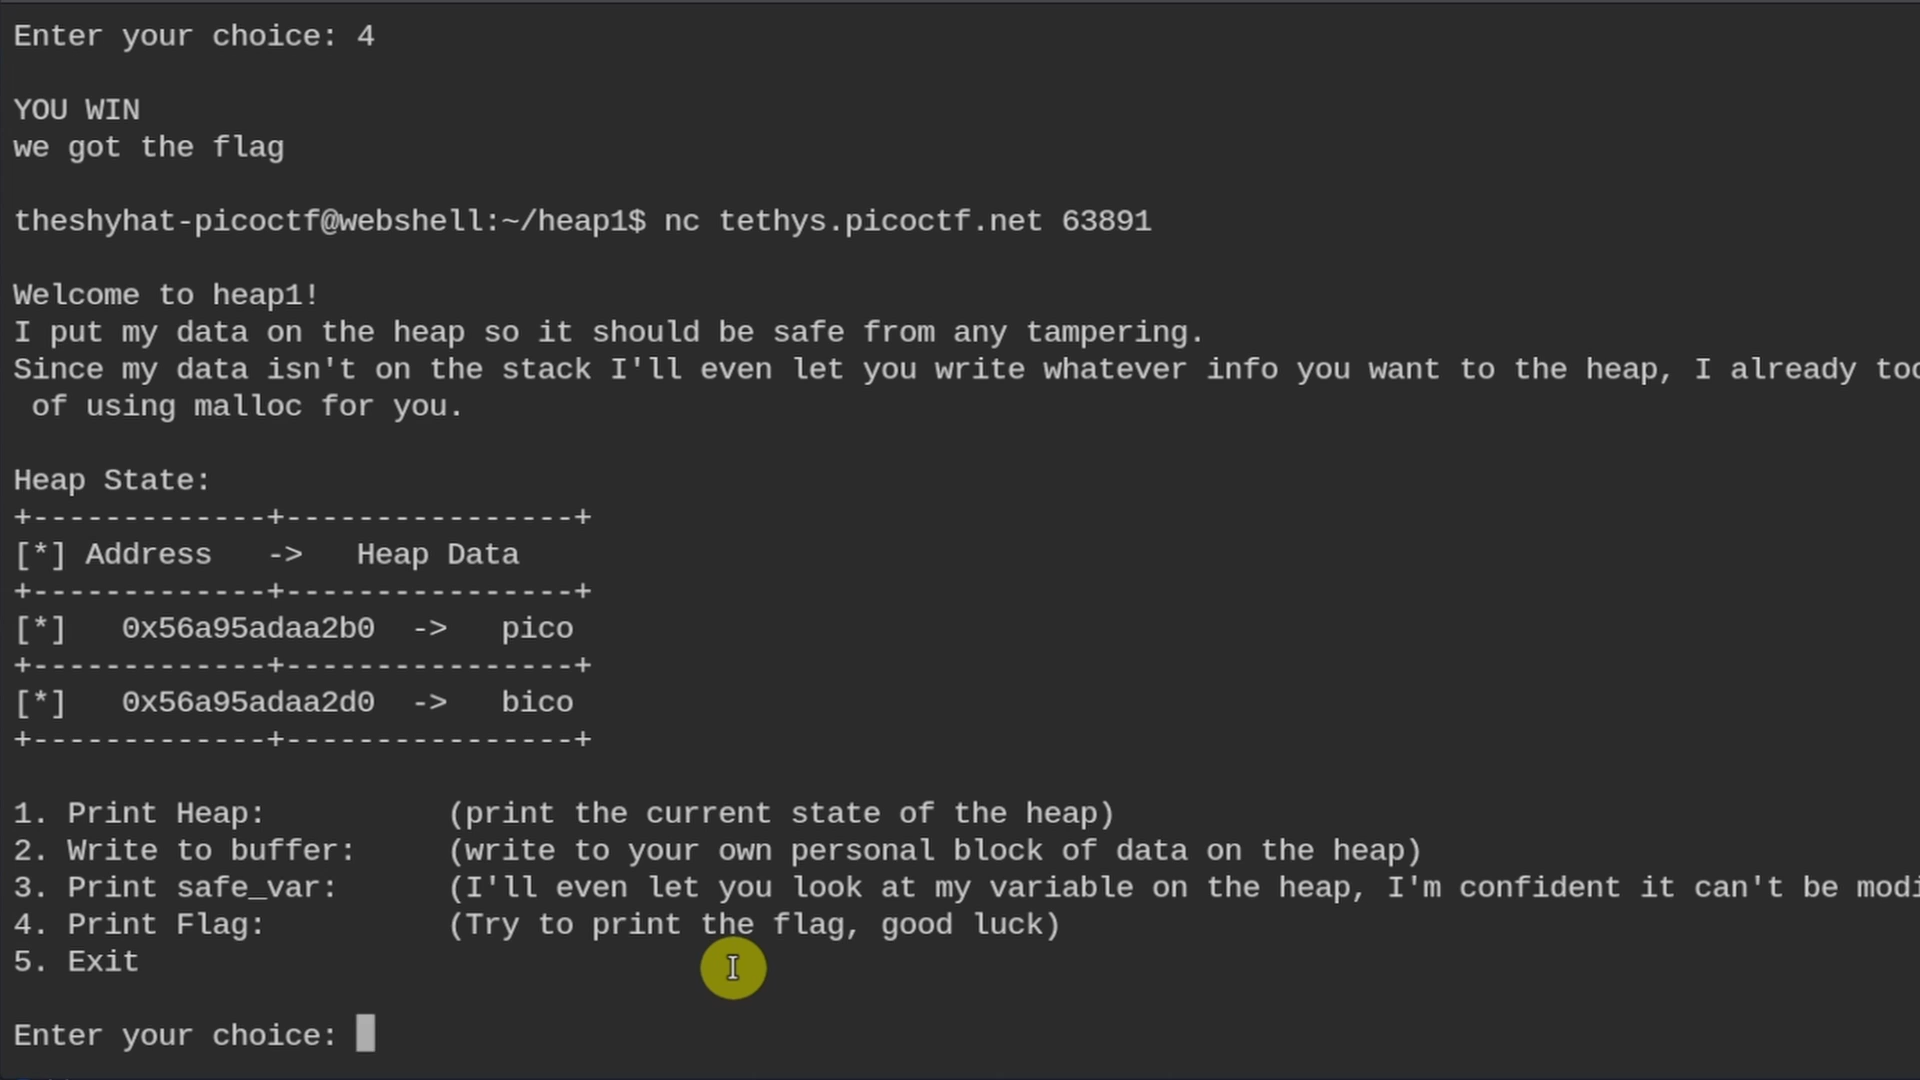 Enter your choice: 4
YOU WIN
we got the flag
theshyhat-picoctf@webshell:~/heap1$ nc tethys.picoctf.net 63891
Welcome to heap1!
I put my data on the heap so it should be safe from any tampering.
Since my data isn't on the stack I'll even let you write whatever info you want to the heap, I already
of using malloc for you.
Heap State:
+-------------+----------------+
[*] Address   ->   Heap Data
+-------------+----------------+
[*]   0x56a95adaa2b0  ->   pico
+-------------+----------------+
[*]   0x56a95adaa2d0  ->   bico
+-------------+----------------+
1. Print Heap:          (print the current state of the heap)
2. Write to buffer:     (write to your own personal block of data on the heap)
3. Print safe_var:      (I'll even let you look at my variable on the heap, I'm confident it can't be
4. Print Flag:          (Try to print the flag, good luck)
5. Exit
Enter your choice: